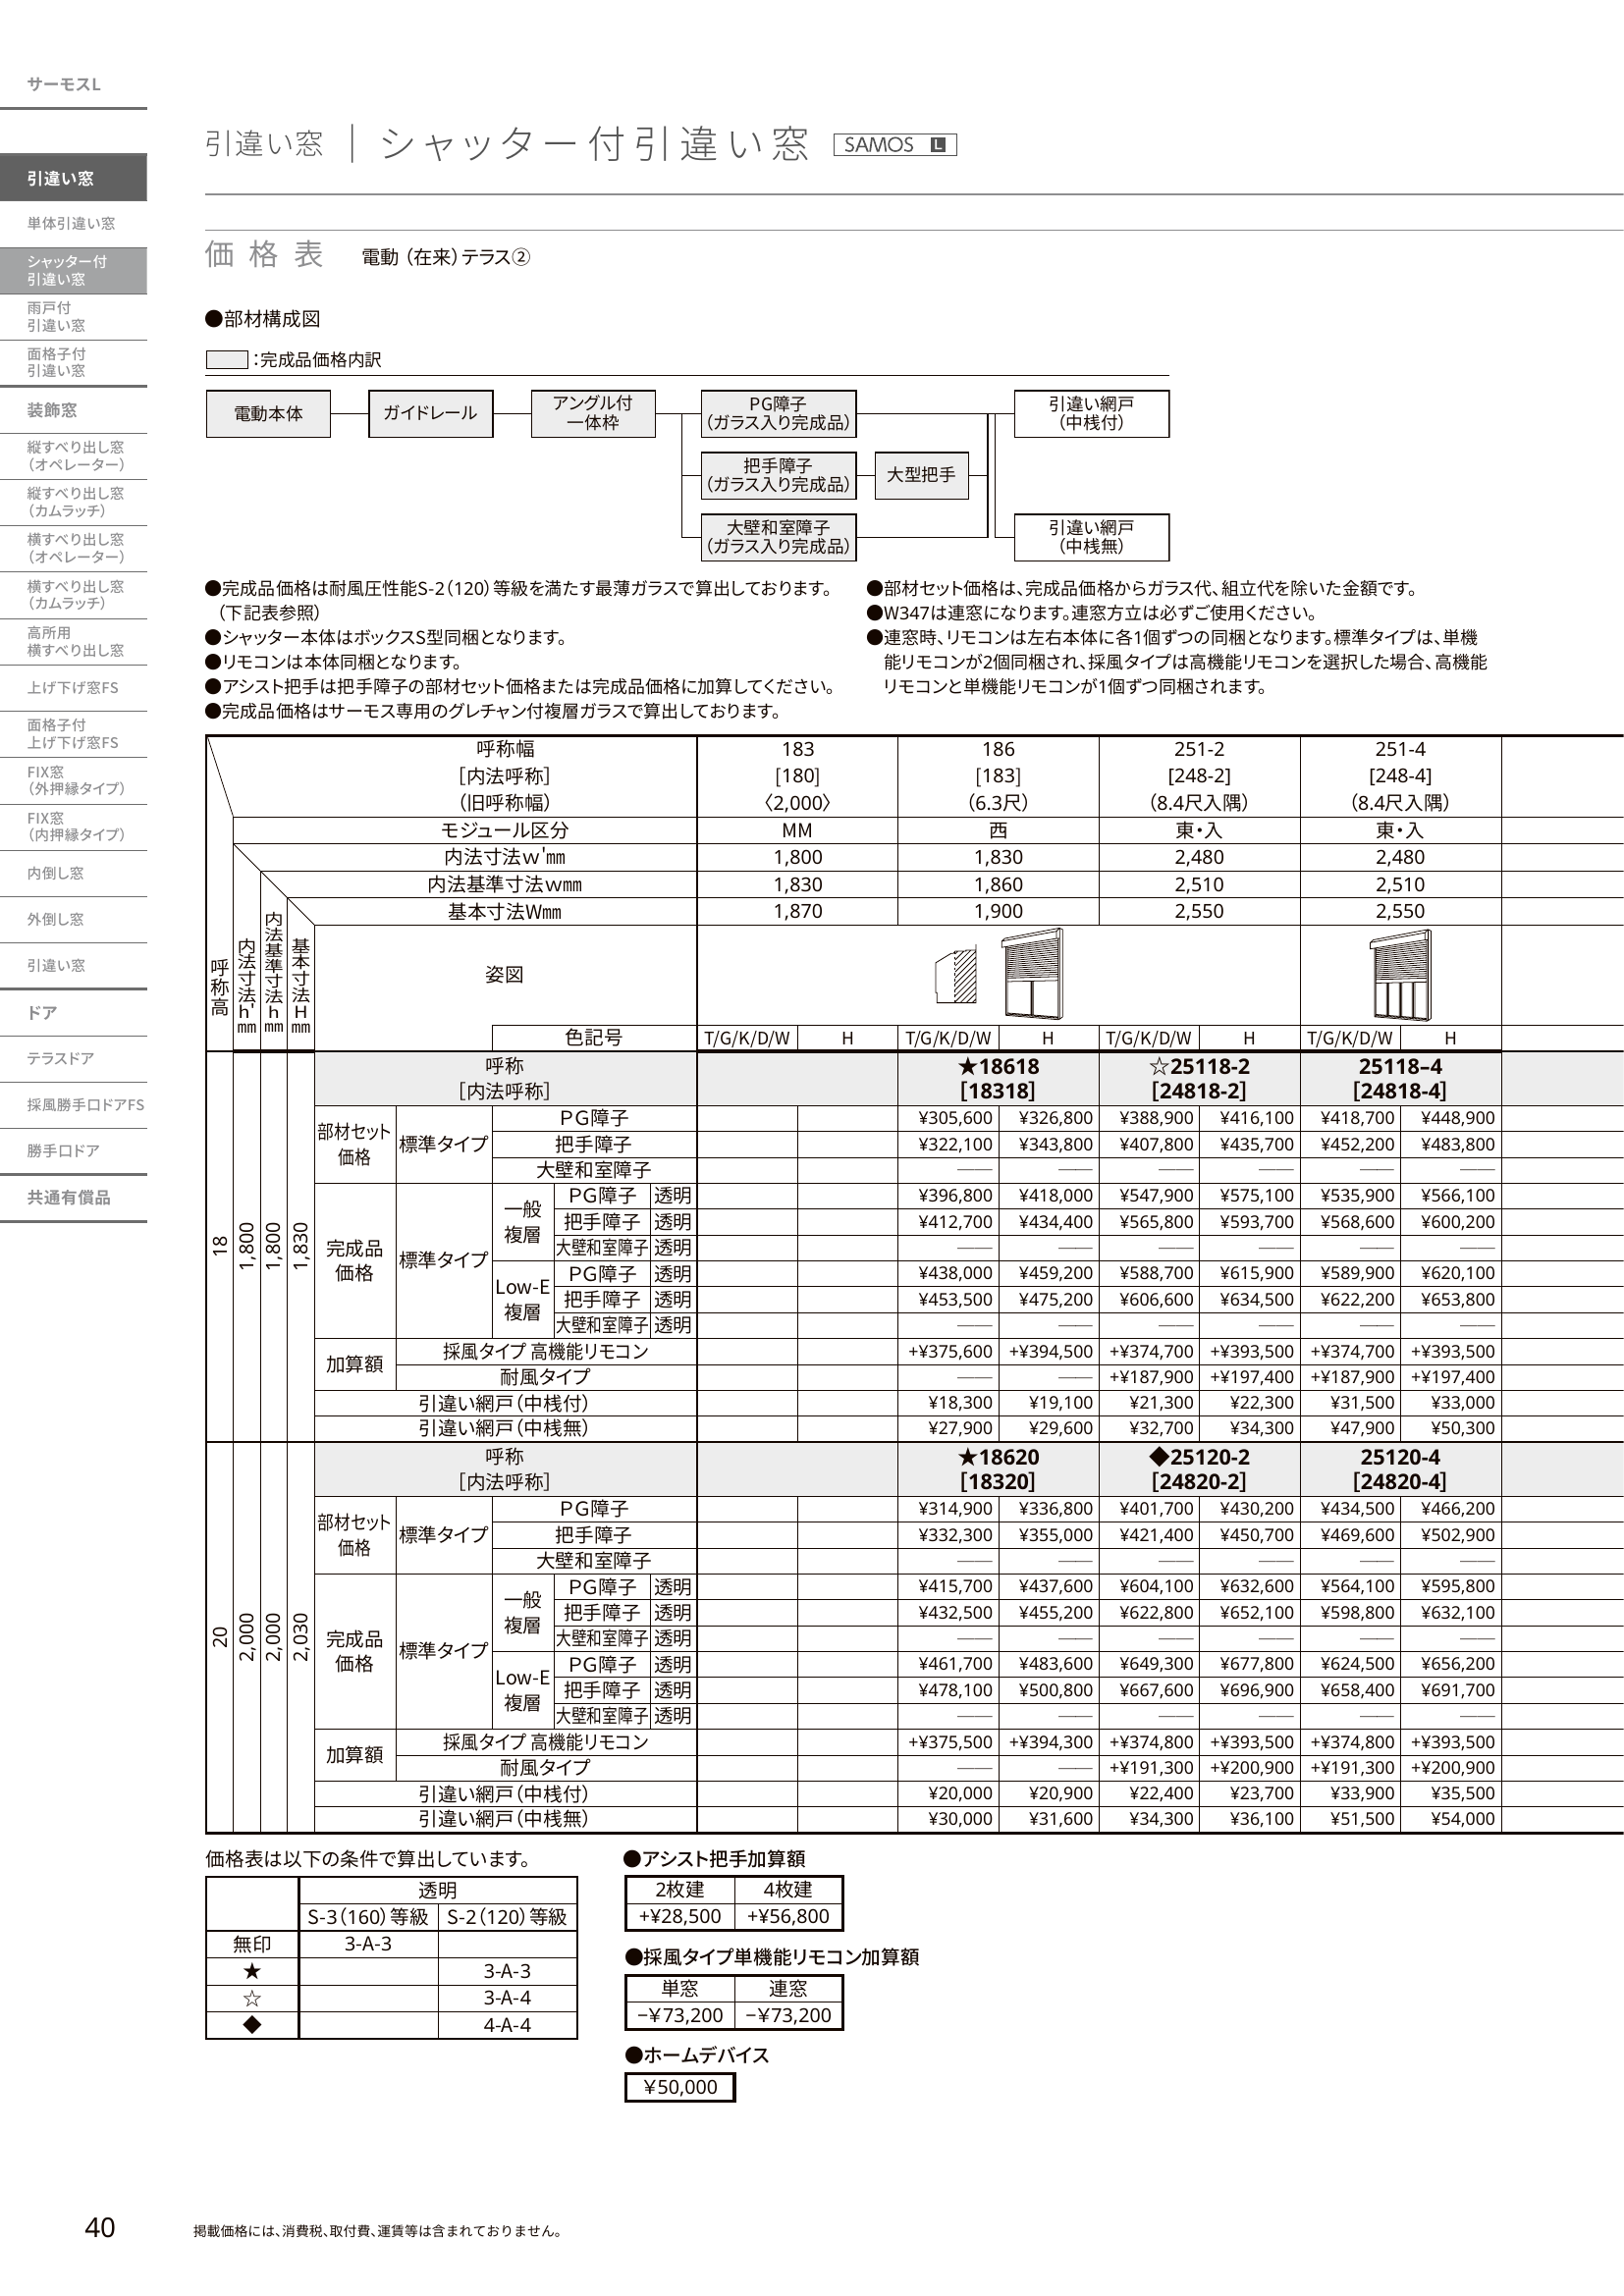 サーモスL
引違い窓
単体引違い窓
シャッター付
引違い窓
雨戸付
引違い窓
面格子付
引違い窓
装飾窓
縦すべり出し窓
（オペレーター）
縦すべり出し窓
（カムラッチ）
横すべり出し窓
（オペレーター）
横すべり出し窓
（カムラッチ）
高所用
横すべり出し窓
上げ下げ窓FS
面格子付
上げ下げ窓FS
FIX窓
（外押縁タイプ）
FIX窓
（内押縁タイプ）
内倒し窓
外倒し窓
引違い窓
ドア
テラスドア
採風勝手口ドアFS
勝手口ドア
共通有償品
引違い窓｜シャッター付引違い窓 SAMOS L
価格表 電動（在来）テラス②
●部材構成図
：完成品価格内訳
電動本体 ガイドレール アングル付一体枠 PG障子（ガラス入り完成品） 引違い網戸（中桟付）
把手障子（ガラス入り完成品） 大型把手
大壁和室障子（ガラス入り完成品） 引違い網戸（中桟無）
●完成品価格は耐風圧性能S-2（120）等級を満たす最薄ガラスで算出しております。
（下記表参照）
●シャッター本体はボックスS型同梱となります。
●リモコンは本体同梱となります。
●アシスト把手は把手障子の部材セット価格または完成品価格に加算してください。
●完成品価格はサーモス専用のグレチャン付複層ガラスで算出しております。
●部材セット価格は、完成品価格からガラス代、組立代を除いた金額です。
●W347は連窓になります。連窓方立は必ずご使用ください。
●連窓時、リモコンは左右本体に各1個ずつの同梱となります。標準タイプは、単機
能リモコンが2個同梱され、採風タイプは高機能リモコンを選択した場合、高機能
リモコンと単機能リモコンが1個ずつ同梱されます。
呼称幅 183 186 251-2 251-4
［内法呼称］ [180] [183] [248-2] [248-4]
（旧呼称幅） 〈2,000〉 （6.3尺） （8.4尺入隅） （8.4尺入隅）
モジュール区分 MM 西 東・入 東・入
内法寸法w'㎜ 1,800 1,830 2,480 2,480
内法基準寸法w㎜ 1,830 1,860 2,510 2,510
基本寸法W㎜ 1,870 1,900 2,550 2,550
呼称高 内法寸法h'㎜ 内法基準寸法h㎜ 基本寸法H㎜
姿図
色記号 T/G/K/D/W H T/G/K/D/W H T/G/K/D/W H T/G/K/D/W H
18 1,800 1,800 1,830
呼称 ★18618 ☆25118-2 25118–4
［内法呼称］ [18318] [24818-2] [24818-4]
部材セット価格 標準タイプ
PG障子 ¥305,600 ¥326,800 ¥388,900 ¥416,100 ¥418,700 ¥448,900
把手障子 ¥322,100 ¥343,800 ¥407,800 ¥435,700 ¥452,200 ¥483,800
大壁和室障子 —— —— —— —— —— ——
完成品価格 標準タイプ
一般複層 PG障子 透明 ¥396,800 ¥418,000 ¥547,900 ¥575,100 ¥535,900 ¥566,100
把手障子 透明 ¥412,700 ¥434,400 ¥565,800 ¥593,700 ¥568,600 ¥600,200
大壁和室障子 透明 —— —— —— —— —— ——
Low-E複層 PG障子 透明 ¥438,000 ¥459,200 ¥588,700 ¥615,900 ¥589,900 ¥620,100
把手障子 透明 ¥453,500 ¥475,200 ¥606,600 ¥634,500 ¥622,200 ¥653,800
大壁和室障子 透明 —— —— —— —— —— ——
加算額 採風タイプ 高機能リモコン +¥375,600 +¥394,500 +¥374,700 +¥393,500 +¥374,700 +¥393,500
耐風タイプ —— —— +¥187,900 +¥197,400 +¥187,900 +¥197,400
引違い網戸（中桟付） ¥18,300 ¥19,100 ¥21,300 ¥22,300 ¥31,500 ¥33,000
引違い網戸（中桟無） ¥27,900 ¥29,600 ¥32,700 ¥34,300 ¥47,900 ¥50,300
20 2,000 2,000 2,030
呼称 ★18620 ◆25120-2 25120-4
［内法呼称］ [18320] [24820-2] [24820-4]
部材セット価格 標準タイプ
PG障子 ¥314,900 ¥336,800 ¥401,700 ¥430,200 ¥434,500 ¥466,200
把手障子 ¥332,300 ¥355,000 ¥421,400 ¥450,700 ¥469,600 ¥502,900
大壁和室障子 —— —— —— —— —— ——
完成品価格 標準タイプ
一般複層 PG障子 透明 ¥415,700 ¥437,600 ¥604,100 ¥632,600 ¥564,100 ¥595,800
把手障子 透明 ¥432,500 ¥455,200 ¥622,800 ¥652,100 ¥598,800 ¥632,100
大壁和室障子 透明 —— —— —— —— —— ——
Low-E複層 PG障子 透明 ¥461,700 ¥483,600 ¥649,300 ¥677,800 ¥624,500 ¥656,200
把手障子 透明 ¥478,100 ¥500,800 ¥667,600 ¥696,900 ¥658,400 ¥691,700
大壁和室障子 透明 —— —— —— —— —— ——
加算額 採風タイプ 高機能リモコン +¥375,500 +¥394,300 +¥374,800 +¥393,500 +¥374,800 +¥393,500
耐風タイプ —— —— +¥191,300 +¥200,900 +¥191,300 +¥200,900
引違い網戸（中桟付） ¥20,000 ¥20,900 ¥22,400 ¥23,700 ¥33,900 ¥35,500
引違い網戸（中桟無） ¥30,000 ¥31,600 ¥34,300 ¥36,100 ¥51,500 ¥54,000
価格表は以下の条件で算出しています。
透明
S-3（160）等級 S-2（120）等級
無印 3-A-3
★ 3-A-3
☆ 3-A-4
◆ 4-A-4
●アシスト把手加算額
2枚建 4枚建
+¥28,500 +¥56,800
●採風タイプ単機能リモコン加算額
単窓 連窓
−¥73,200 −¥73,200
●ホームデバイス
¥50,000
40
掲載価格には、消費税、取付費、運賃等は含まれておりません。